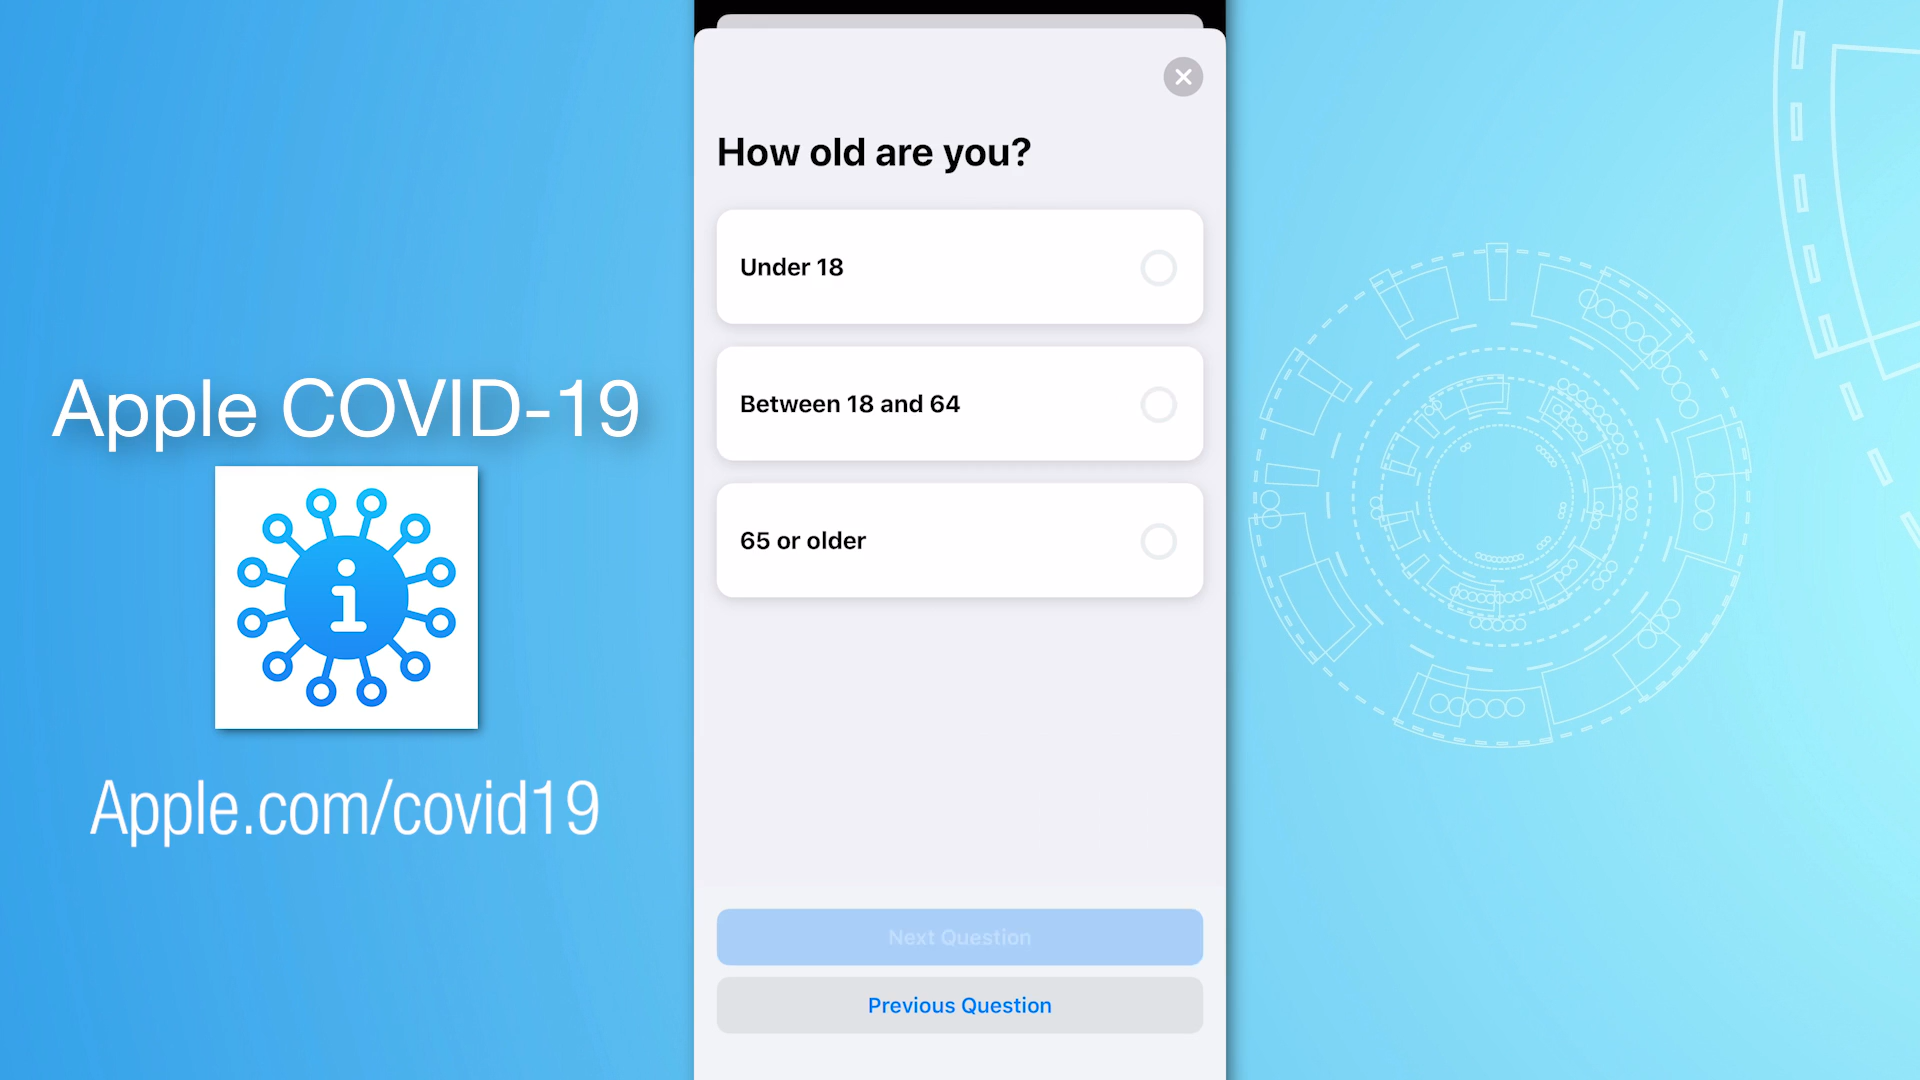 Apple COVID-19
i
Apple.com/covid19
How old are you?
Under 18
Between 18 and 64
65 or older
Next Question
Previous Question